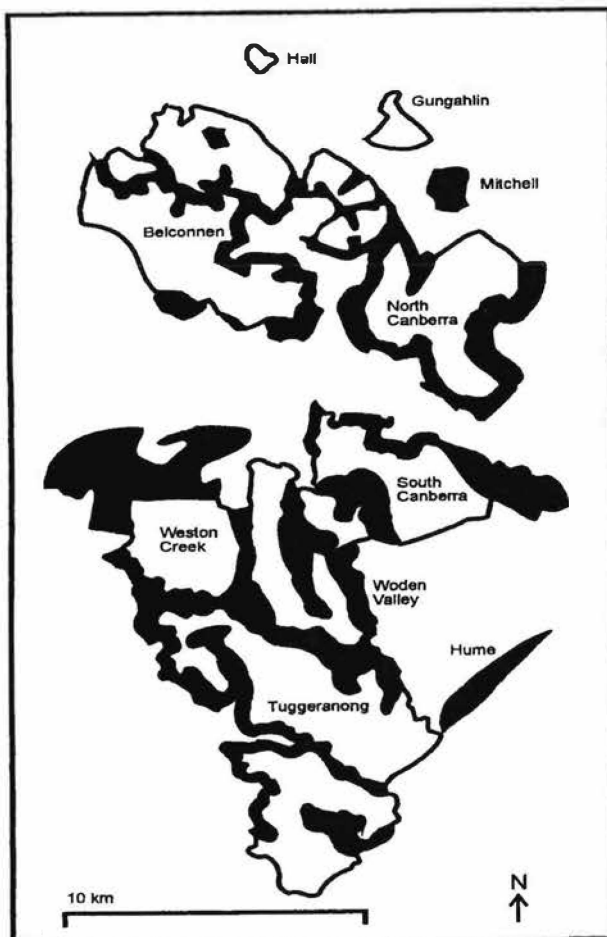 Hall
Gungahlin
Mitchell
Belconnen
North
Canberra
South
Canberra
Weston
Creek
Woden
Valley
Hume
Tuggeranong
10 km
N